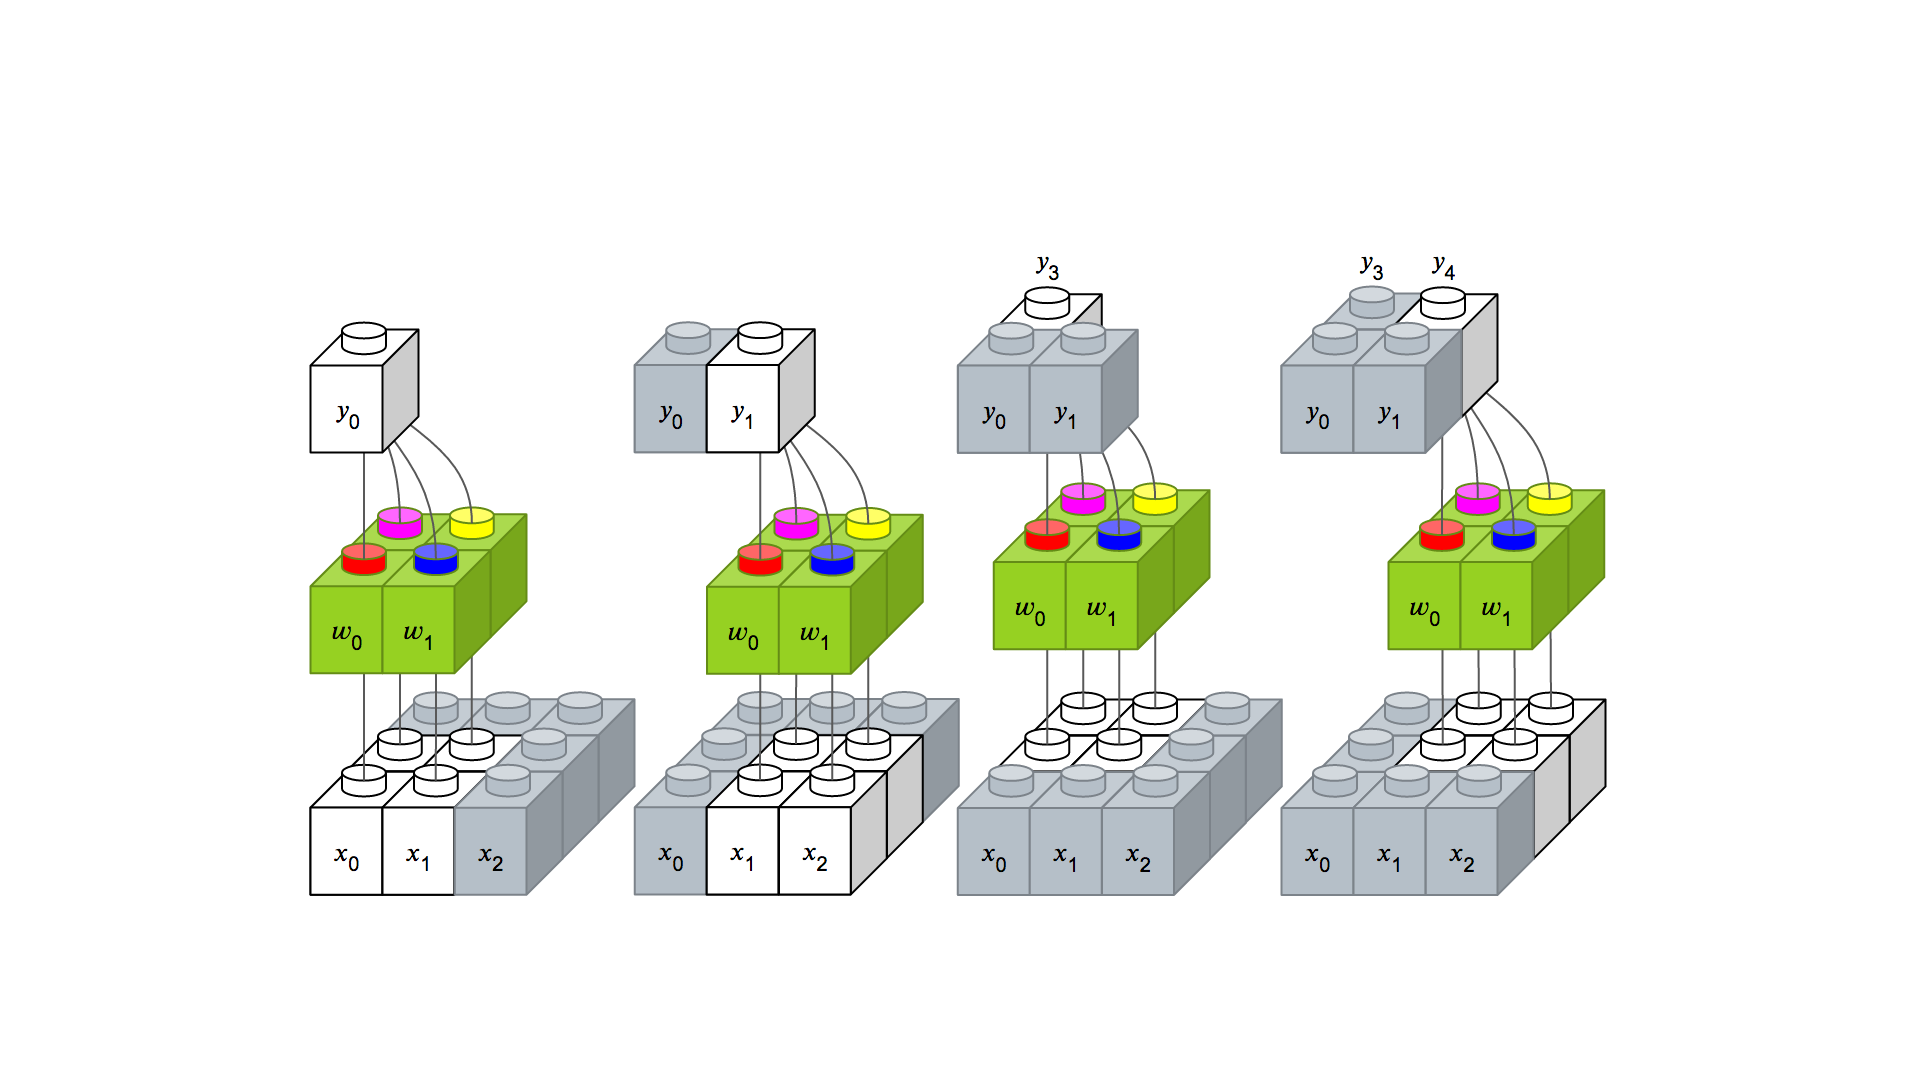 y3 y3 y4
y0 y0 y1 y0 y1 y0 y1
w0 w1 w0 w1 w0 w1 w0 w1
x0 x1 x2 x0 x1 x2 x0 x1 x2 x0 x1 x2